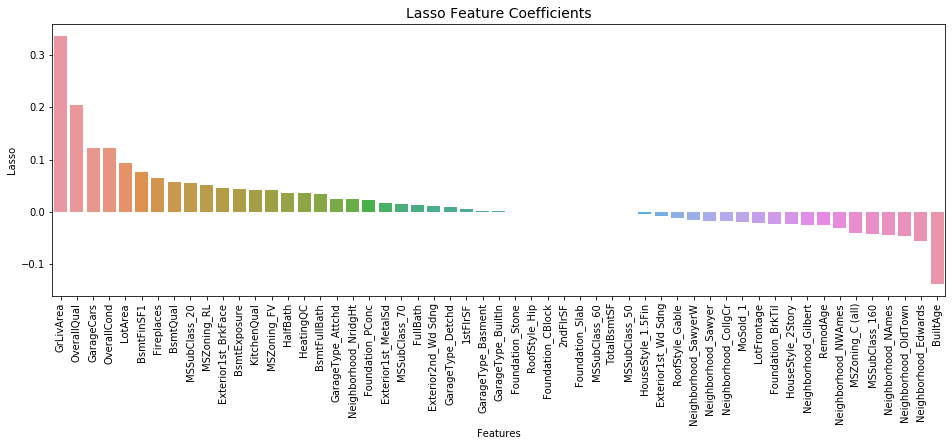 Lasso Feature Coefficients
Lasso
0.3
0.2
0.1
0.0
−0.1
GrLivArea
OverallQual
GarageCars
OverallCond
LotArea
BsmtFinSF1
Fireplaces
BsmtQual
MSSubClass_20
MSZoning_RL
Exterior1st_BrkFace
BsmtExposure
KitchenQual
MSZoning_FV
HalfBath
HeatingQC
BsmtFullBath
GarageType_Attchd
Neighborhood_NridgHt
Foundation_PConc
Exterior1st_MetalSd
MSSubClass_70
FullBath
Exterior2nd_Wd Sdng
GarageType_Detchd
1stFlrSF
GarageType_Basment
GarageType_BuiltIn
Foundation_Stone
RoofStyle_Hip
Foundation_CBlock
2ndFlrSF
Foundation_Slab
MSSubClass_60
TotalBsmtSF
MSSubClass_50
HouseStyle_1.5Fin
Exterior1st_Wd Sdng
RoofStyle_Gable
Neighborhood_SawyerW
Neighborhood_Sawyer
Neighborhood_CollgCr
MoSold_1
LotFrontage
Foundation_BrkTil
HouseStyle_2Story
Neighborhood_Gilbert
RemodAge
Neighborhood_NWAmes
MSZoning_C (all)
MSSubClass_160
Neighborhood_NAmes
Neighborhood_OldTown
Neighborhood_Edwards
BuiltAge
Features